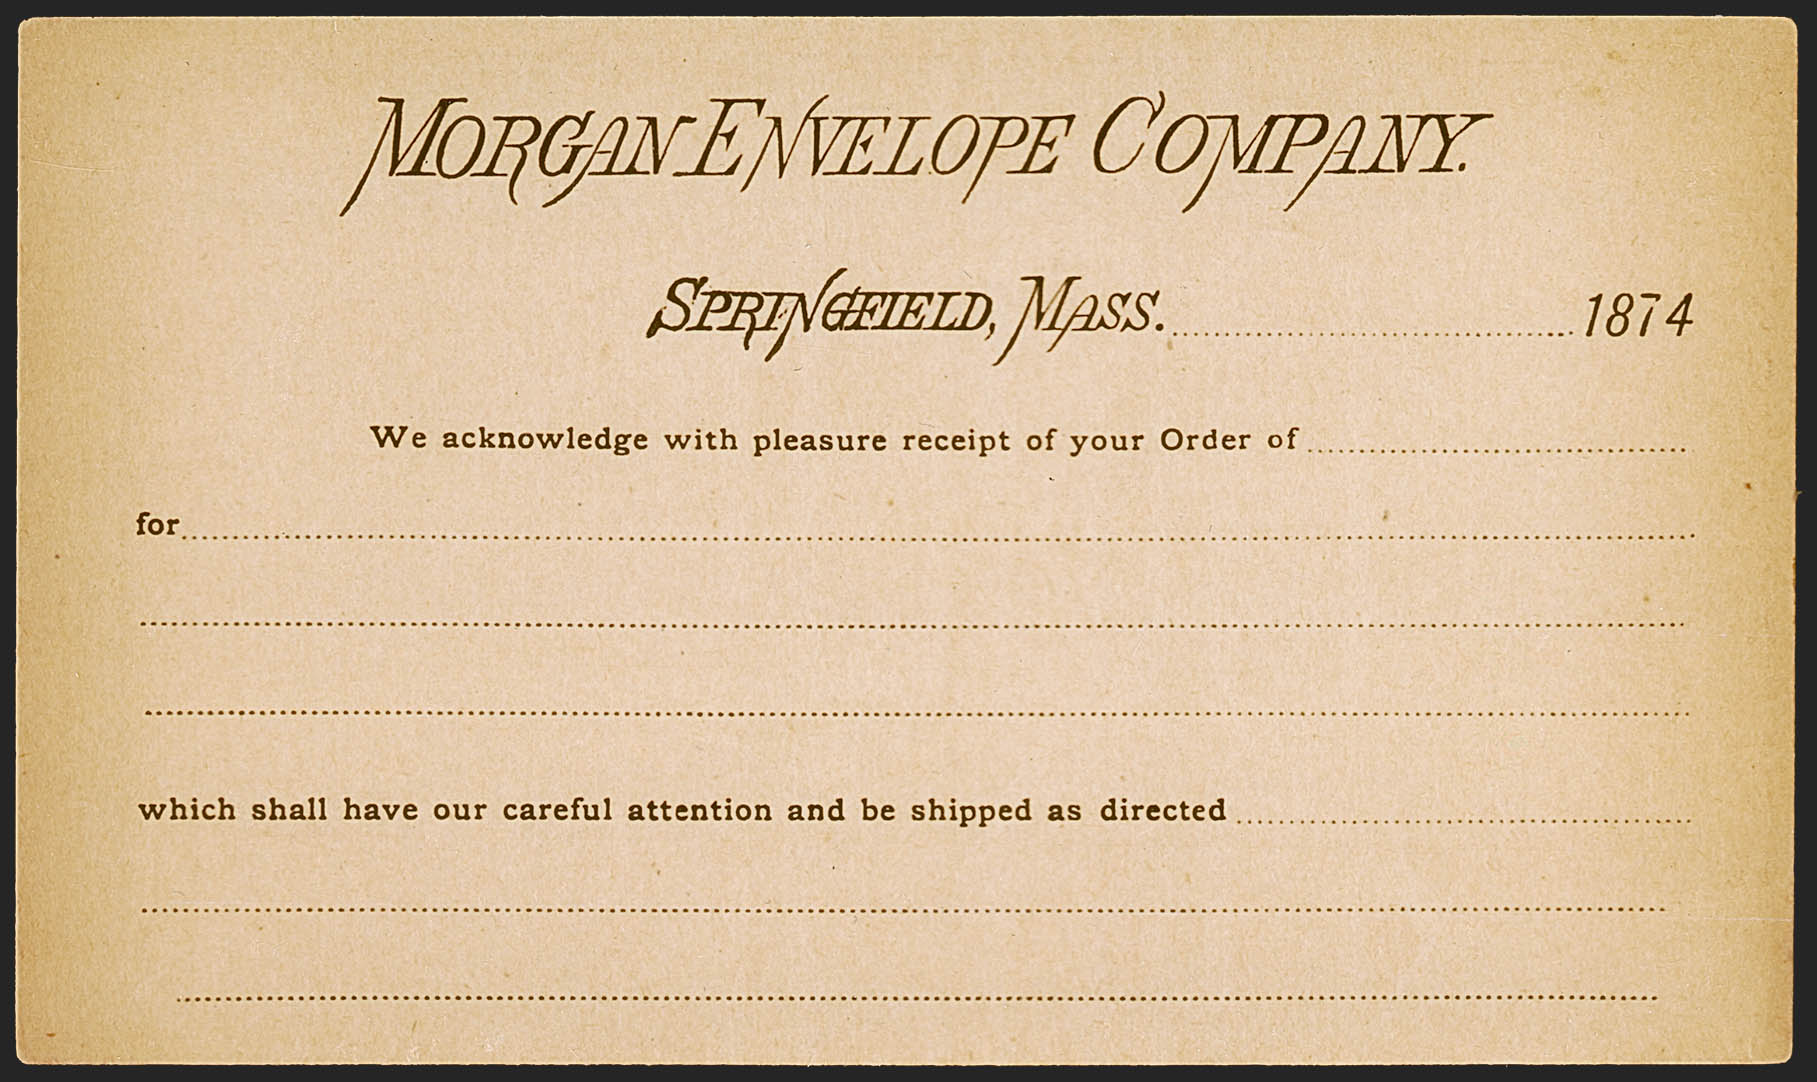 MORGAN ENVELOPE COMPANY.
SPRINGFIELD, MASS. 1874
We acknowledge with pleasure receipt of your Order of
for
which shall have our careful attention and be shipped as directed